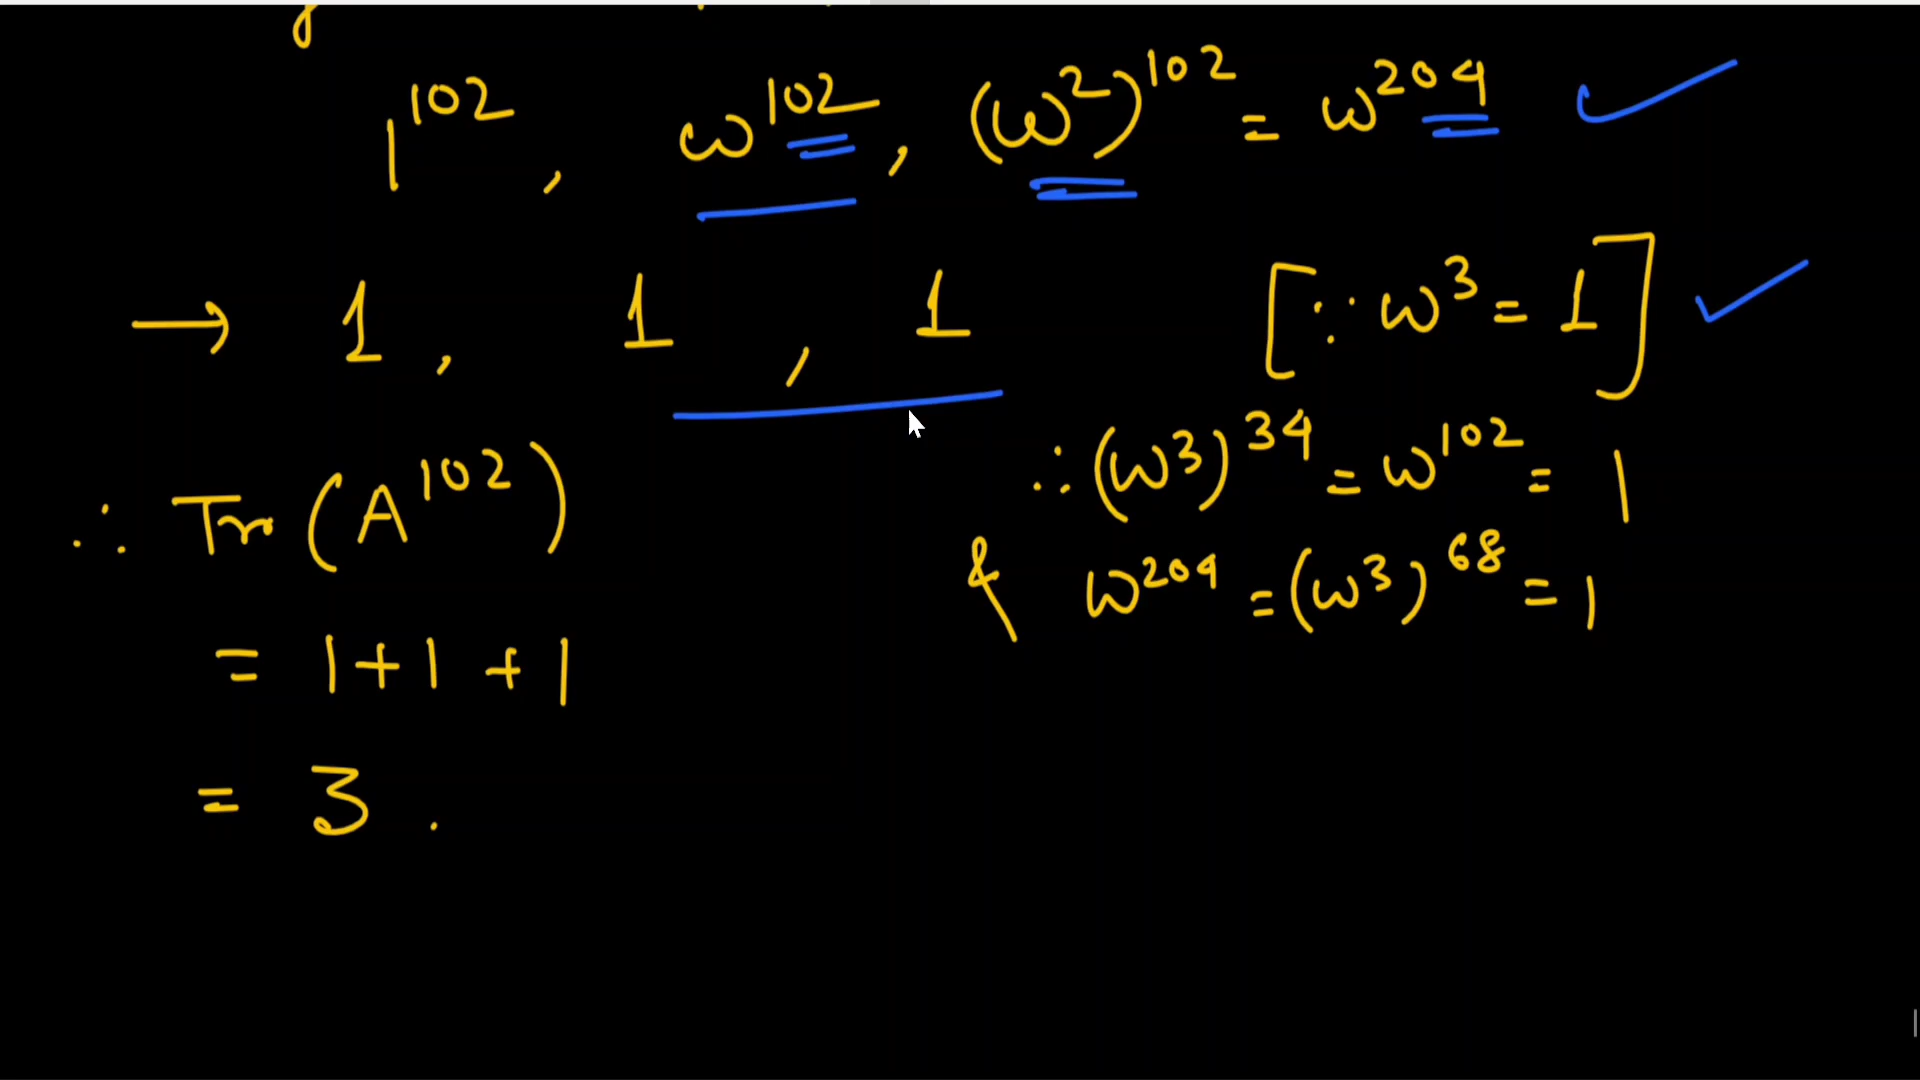 1^102, ω^102, (ω^2)^102 = ω^204
→ 1, 1, 1 [∵ ω^3 = 1]
∴ (ω^3)^34 = ω^102 = 1
& ω^204 = (ω^3)^68 = 1
∴ Tr (A^102)
= 1+1+1
= 3.